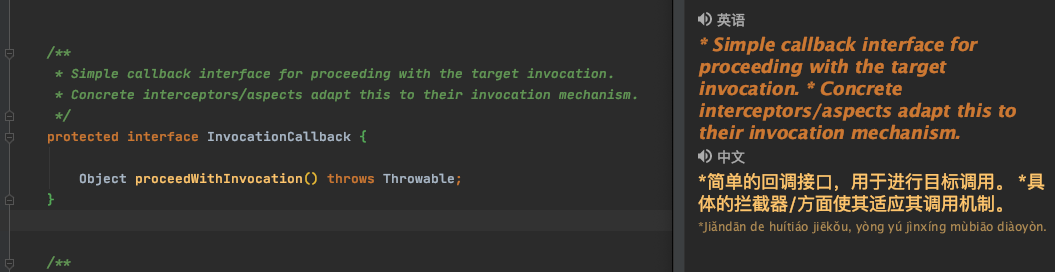 /**
* Simple callback interface for proceeding with the target invocation.
* Concrete interceptors/aspects adapt this to their invocation mechanism.
*/
protected interface InvocationCallback {
Object proceedWithInvocation() throws Throwable;
}
/**
英语
* Simple callback interface for
proceeding with the target
invocation. * Concrete
interceptors/aspects adapt this to
their invocation mechanism.
中文
*简单的回调接口，用于进行目标调用。 *具
体的拦截器/方面使其适应其调用机制。
*Jiǎndān de huítiáo jiēkǒu, yòng yú jìnxíng mùbiāo diàoyòn.